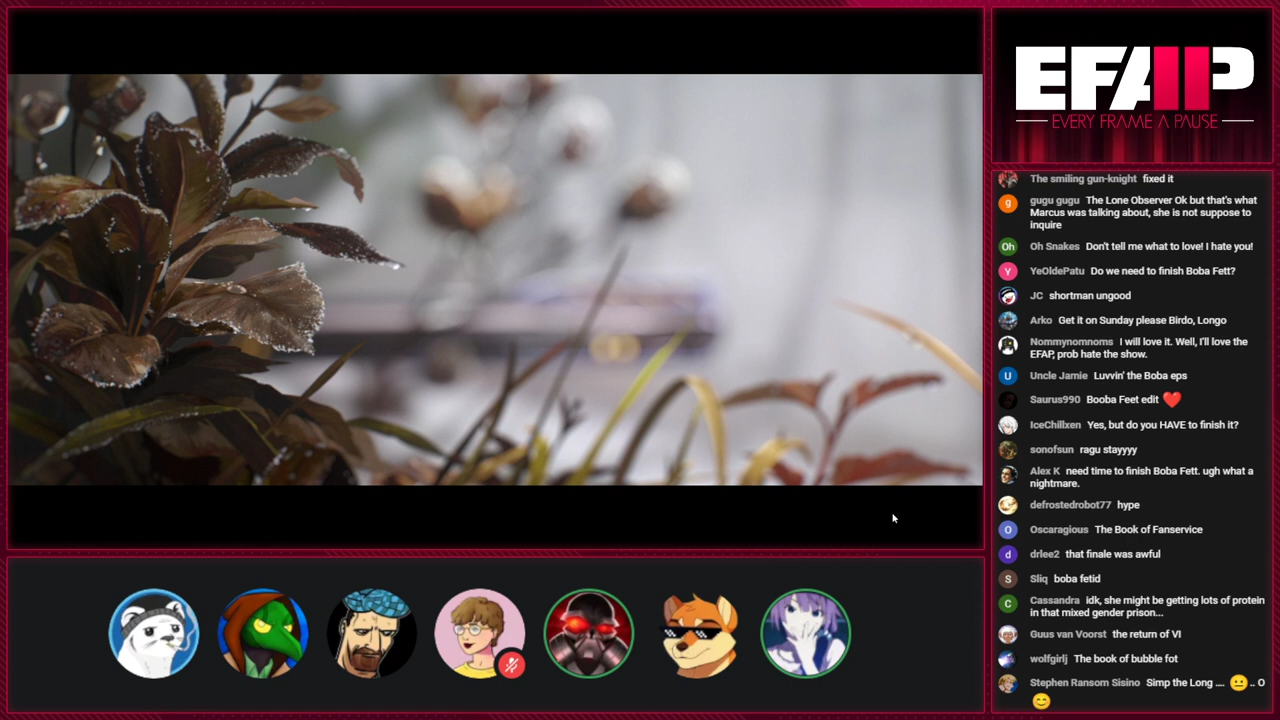 EFAP
EVERY FRAME A PAUSE
The smiling gun-knight fixed it
g
gugu gugu The Lone Observer Ok but that's what
Marcus was talking about, she is not suppose to
inquire
Oh
Oh Snakes Don't tell me what to love! I hate you!
Y
YeOldePatu Do we need to finish Boba Fett?
JC shortman ungood
Arko Get it on Sunday please Birdo, Longo
Nommynomnoms I will love it. Well, I'll love the
EFAP, prob hate the show.
U
Uncle Jamie Luvvin' the Boba eps
Saurus990 Booba Feet edit ❤️
IceChillxen Yes, but do you HAVE to finish it?
sonofsun ragu stayyyy
Alex K need time to finish Boba Fett. ugh what a
nightmare.
defrostedrobot77 hype
O
Oscaragious The Book of Fanservice
d
drlee2 that finale was awful
S
Sliq boba fetid
C
Cassandra idk, she might be getting lots of protein
in that mixed gender prison...
Guus van Voorst the return of VI
wolfgirlj The book of bubble fot
Stephen Ransom Sisino Simp the Long .... 😐 .. O
😊